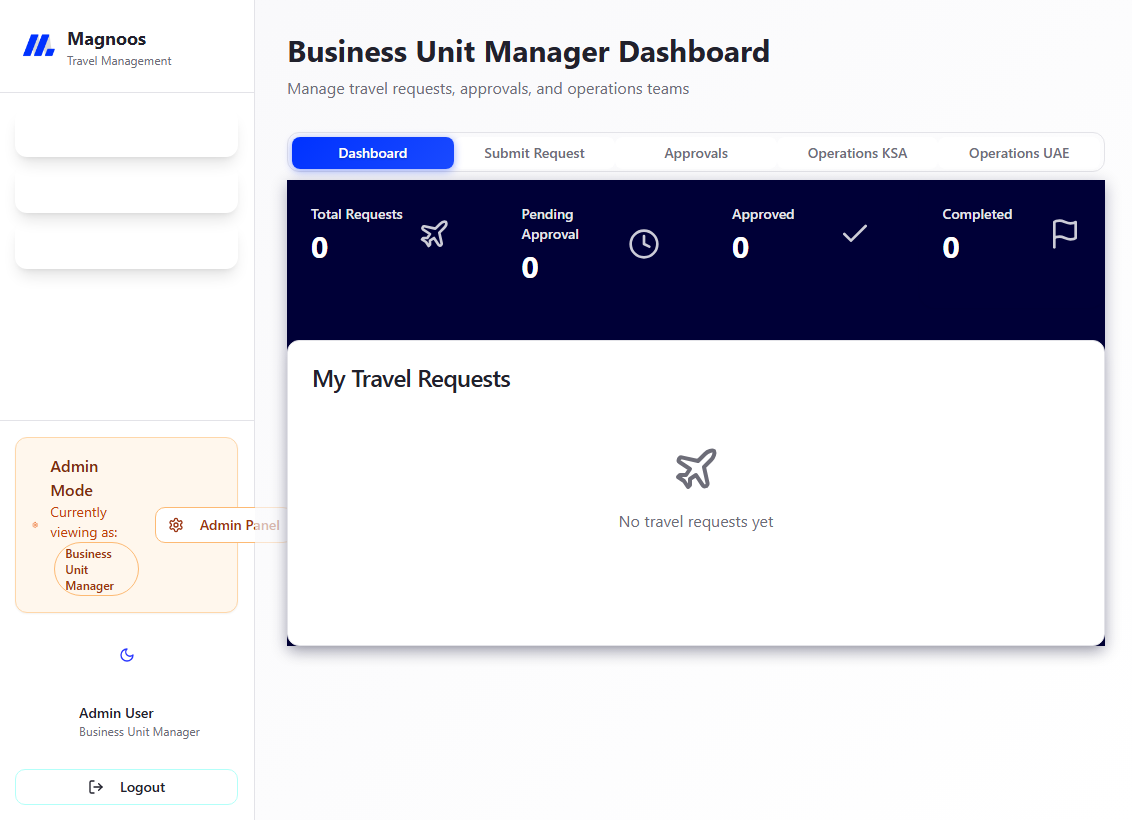 Magnoos
Travel Management
Admin
Mode
Currently
viewing as:
Business
Unit
Manager
Admin Panel
Admin User
Business Unit Manager
Logout
Business Unit Manager Dashboard
Manage travel requests, approvals, and operations teams
Dashboard
Submit Request
Approvals
Operations KSA
Operations UAE
Total Requests
0
Pending
Approval
0
Approved
0
Completed
0
My Travel Requests
No travel requests yet